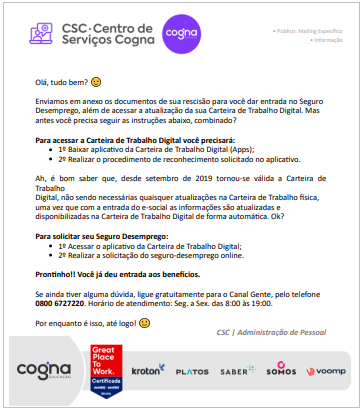 CSC · Centro de
Serviços Cogna
cogna
• Público: Mailing Específico
• Informação
Olá, tudo bem? 🙂
Enviamos em anexo os documentos de sua rescisão para você dar entrada no Seguro
Desemprego, além de acessar a atualização da sua Carteira de Trabalho Digital. Mas
antes você precisa seguir as instruções abaixo, combinado?
Para acessar a Carteira de Trabalho Digital você precisará:
• 1º Baixar aplicativo da Carteira de Trabalho Digital (Apps);
• 2º Realizar o procedimento de reconhecimento solicitado no aplicativo.
Ah, é bom saber que, desde setembro de 2019 tornou-se válida a Carteira de
Trabalho
Digital, não sendo necessárias quaisquer atualizações na Carteira de Trabalho física,
uma vez que com a entrada do e-social as informações são atualizadas e
disponibilizadas na Carteira de Trabalho Digital de forma automática. Ok?
Para solicitar seu Seguro Desemprego:
• 1º Acessar o aplicativo da Carteira de Trabalho Digital;
• 2º Realizar a solicitação do seguro-desemprego online.
Prontinho!! Você já deu entrada aos benefícios.
Se ainda tiver alguma dúvida, ligue gratuitamente para o Canal Gente, pelo telefone
0800 6727220. Horário de atendimento: Seg. a Sex. das 8:00 às 19:00.
Por enquanto é isso, até logo! 🙂
CSC | Administração de Pessoal
cogna
EDUCAÇÃO
Great
Place
To
Work.
Certificada
BRASIL
kroton
PLATOS
SABER
SOMOS
voomp